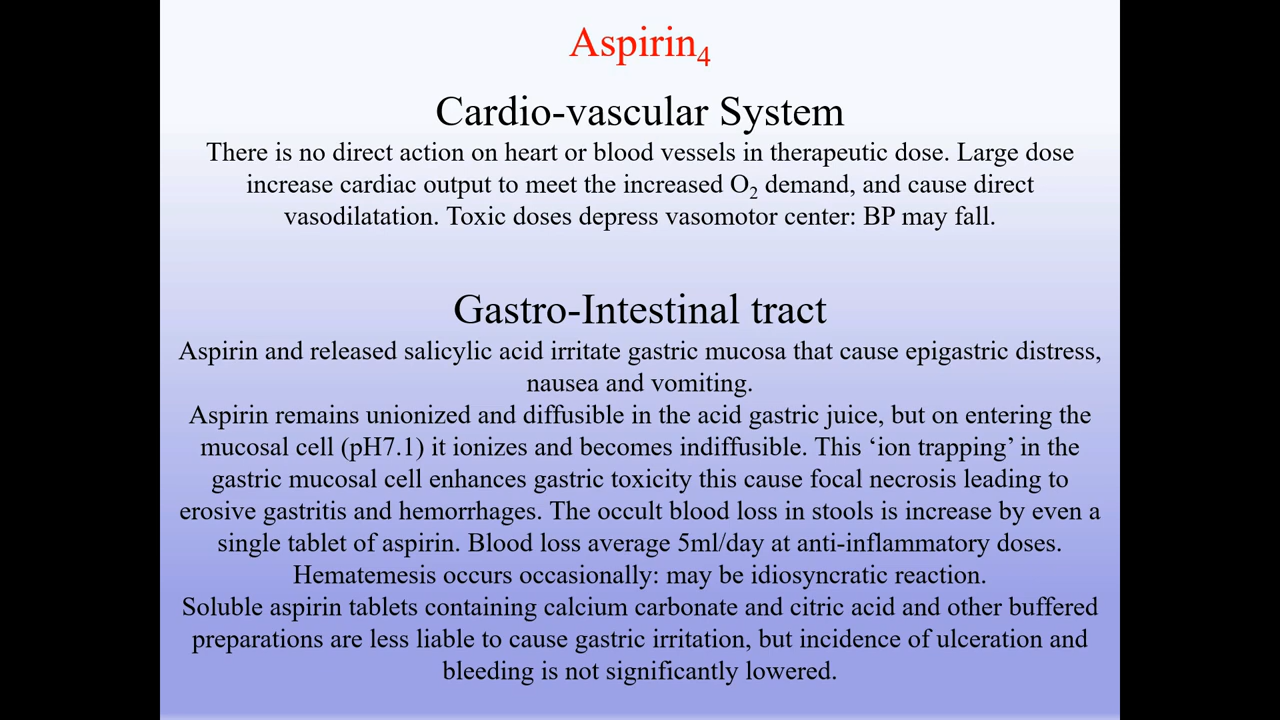 Aspirin₄
Cardio-vascular System
There is no direct action on heart or blood vessels in therapeutic dose. Large dose
increase cardiac output to meet the increased O₂ demand, and cause direct
vasodilatation. Toxic doses depress vasomotor center: BP may fall.
Gastro-Intestinal tract
Aspirin and released salicylic acid irritate gastric mucosa that cause epigastric distress,
nausea and vomiting.
Aspirin remains unionized and diffusible in the acid gastric juice, but on entering the
mucosal cell (pH7.1) it ionizes and becomes indiffusible. This ‘ion trapping’ in the
gastric mucosal cell enhances gastric toxicity this cause focal necrosis leading to
erosive gastritis and hemorrhages. The occult blood loss in stools is increase by even a
single tablet of aspirin. Blood loss average 5ml/day at anti-inflammatory doses.
Hematemesis occurs occasionally: may be idiosyncratic reaction.
Soluble aspirin tablets containing calcium carbonate and citric acid and other buffered
preparations are less liable to cause gastric irritation, but incidence of ulceration and
bleeding is not significantly lowered.